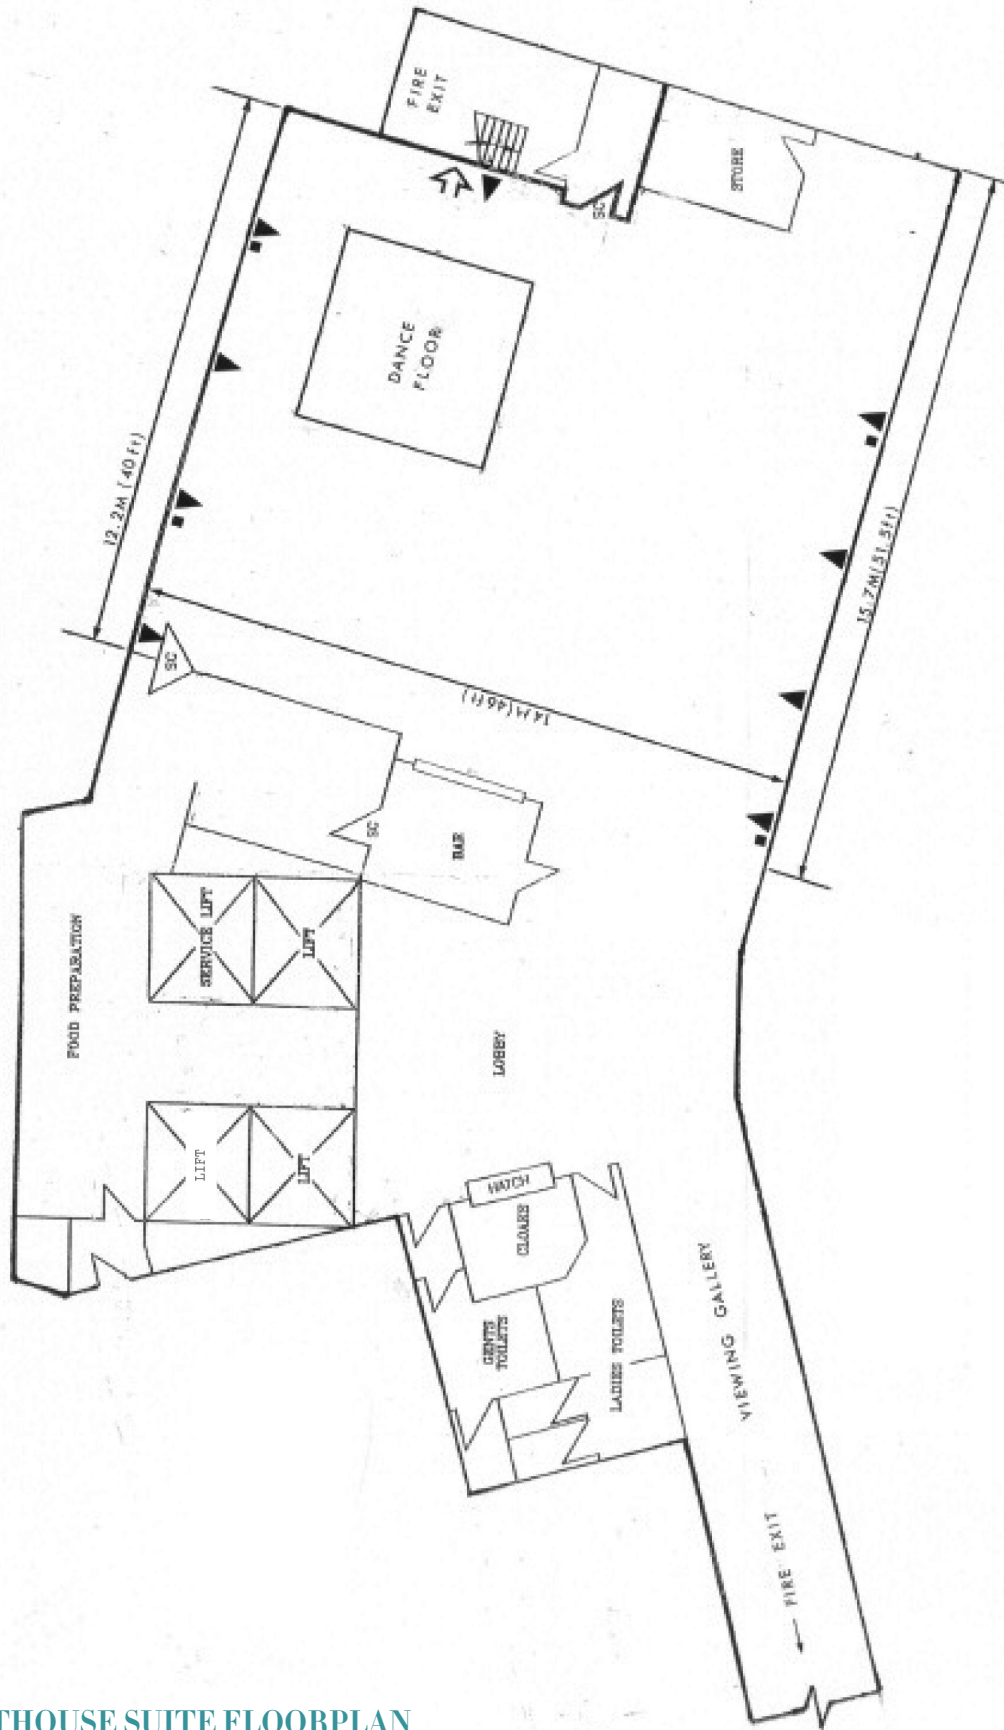 FIRE
EXIT
STORE
SC
DANCE
FLOOR
12.2M (40ft)
15.7M(51.5ft)
SC
14M(46ft)
SC
BAR
SERVICE LIFT
LIFT
FOOD PREPARATION
LOBBY
LIFT
LIFT
HATCH
CLOAKS
GENTS
TOILETS
LADIES TOILETS
VIEWING GALLERY
FIRE EXIT
THOUSE SUITE FLOORPLAN